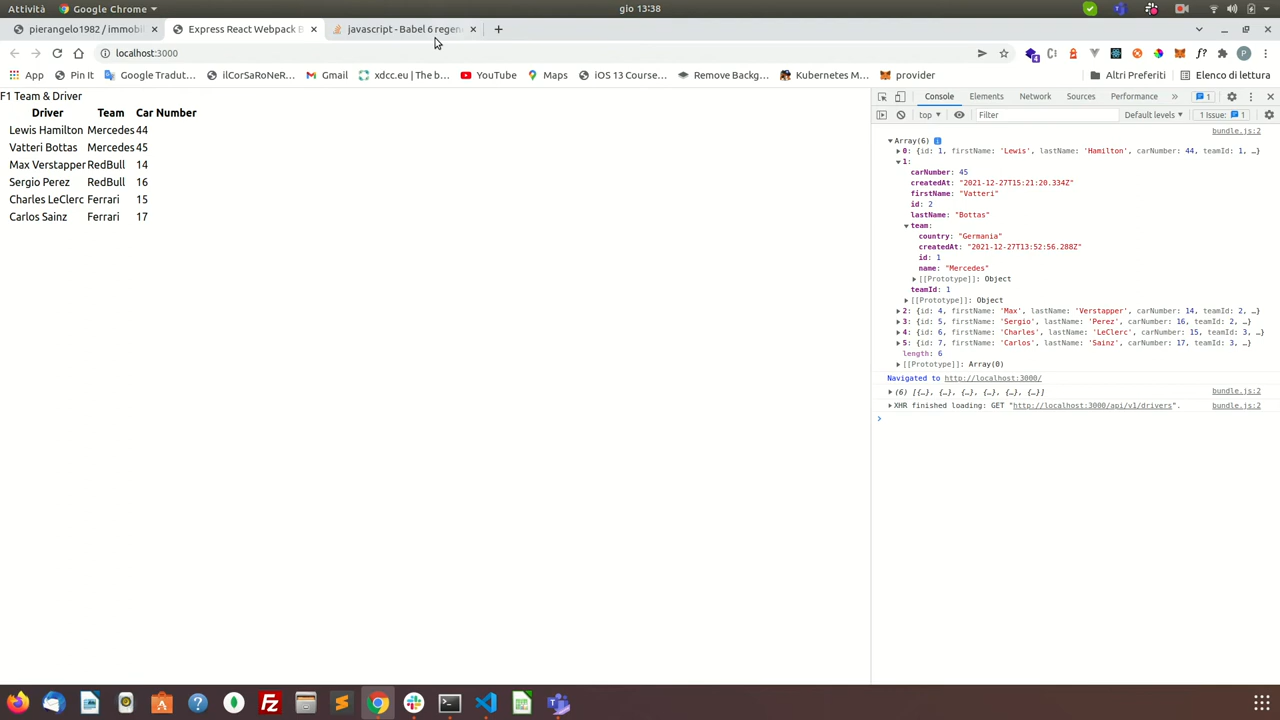 Attività
Google Chrome
gio 13:38
pierangelo1982 / immobil
Express React Webpack B
javascript - Babel 6 regen
localhost:3000
App
Pin It
Google Tradut...
ilCorSaRoNeR...
Gmail
xdcc.eu | The b...
YouTube
Maps
iOS 13 Course...
Remove Backg...
Kubernetes M...
provider
Altri Preferiti
Elenco di lettura
F1 Team & Driver
Driver Team Car Number
Lewis Hamilton Mercedes 44
Vatteri Bottas Mercedes 45
Max Verstapper RedBull 14
Sergio Perez RedBull 16
Charles LeClerc Ferrari 15
Carlos Sainz Ferrari 17
Console Elements Network Sources Performance » 1
top Filter Default levels 1 Issue: 1
bundle.js:2
Array(6)
0: {id: 1, firstName: 'Lewis', lastName: 'Hamilton', carNumber: 44, teamId: 1, …}
1:
carNumber: 45
createdAt: "2021-12-27T15:21:20.334Z"
firstName: "Vatteri"
id: 2
lastName: "Bottas"
team:
country: "Germania"
createdAt: "2021-12-27T13:52:56.288Z"
id: 1
name: "Mercedes"
[[Prototype]]: Object
teamId: 1
[[Prototype]]: Object
2: {id: 4, firstName: 'Max', lastName: 'Verstapper', carNumber: 14, teamId: 2, …}
3: {id: 5, firstName: 'Sergio', lastName: 'Perez', carNumber: 16, teamId: 2, …}
4: {id: 6, firstName: 'Charles', lastName: 'LeClerc', carNumber: 15, teamId: 3, …}
5: {id: 7, firstName: 'Carlos', lastName: 'Sainz', carNumber: 17, teamId: 3, …}
length: 6
[[Prototype]]: Array(0)
Navigated to http://localhost:3000/
(6) [{…}, {…}, {…}, {…}, {…}, {…}] bundle.js:2
XHR finished loading: GET "http://localhost:3000/api/v1/drivers". bundle.js:2